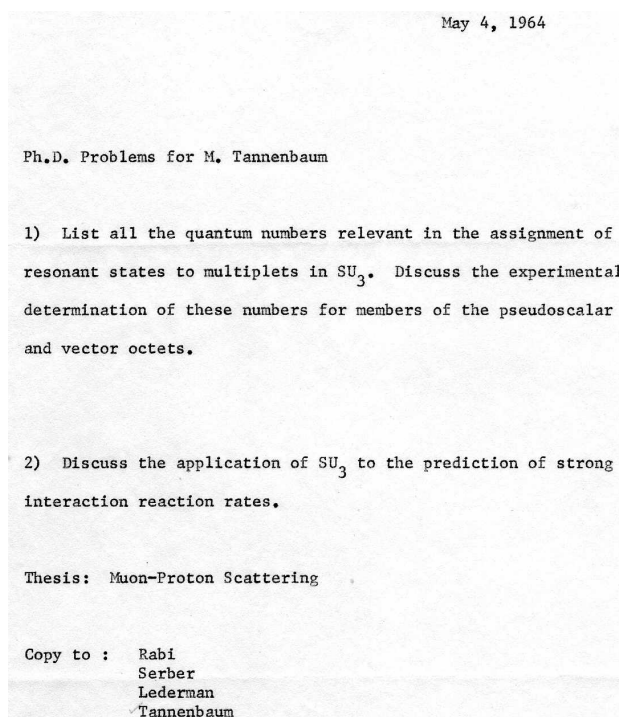 May 4, 1964
Ph.D. Problems for M. Tannenbaum
1) List all the quantum numbers relevant in the assignment of
resonant states to multiplets in SU3. Discuss the experimental
determination of these numbers for members of the pseudoscalar
and vector octets.
2) Discuss the application of SU3 to the prediction of strong
interaction reaction rates.
Thesis: Muon-Proton Scattering
Copy to : Rabi
Serber
Lederman
Tannenbaum